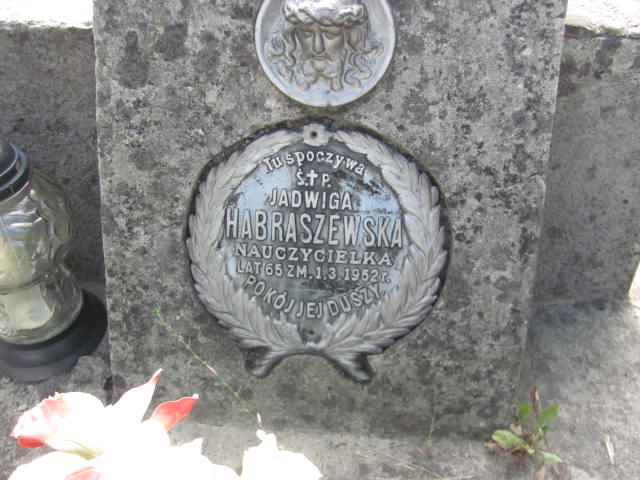 Tu spoczywa
Ś.†P.
JADWIGA
HABRASZEWSKA
NAUCZYCIELKA
LAT 65 ZM. 1.3.1952 r.
POKÓJ JEJ DUSZY